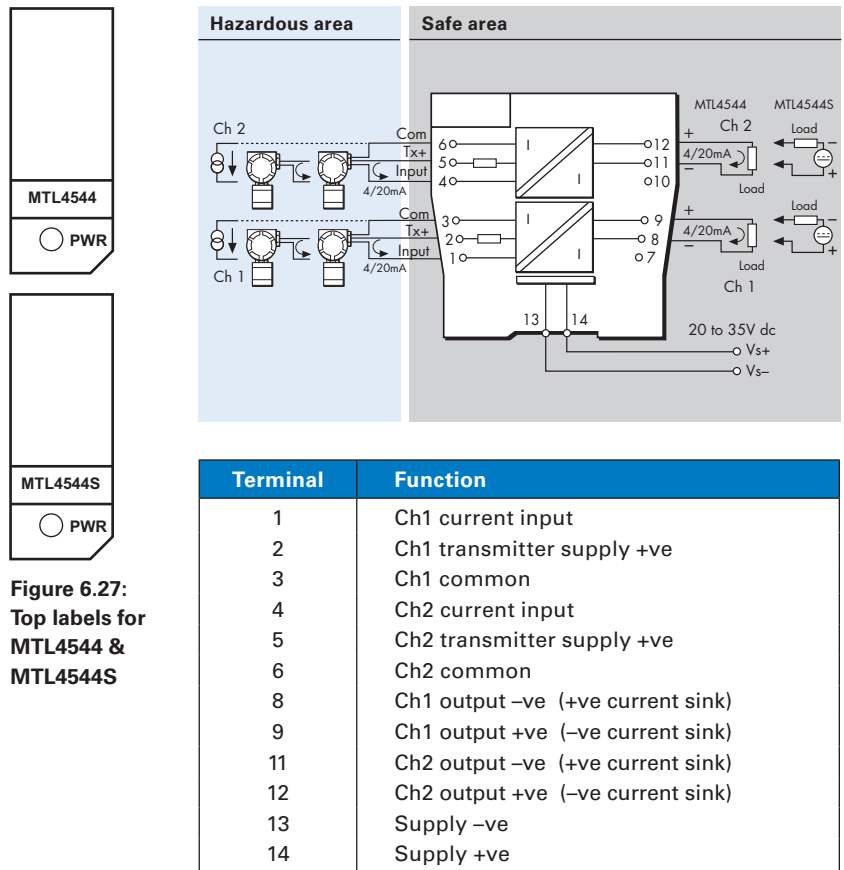 MTL4544
PWR
MTL4544S
PWR
Figure 6.27:
Top labels for
MTL4544 &
MTL4544S
Hazardous area
Safe area
Ch 2
Com
Tx+
Input
4/20mA
Com
Tx+
Input
4/20mA
Ch 1
6
5
4
3
2
1
I
I
I
I
12
11
10
9
8
7
13
14
MTL4544
MTL4544S
Ch 2
Load
+
4/20mA
–
Load
–
+
Load
+
4/20mA
–
Load
Ch 1
–
+
20 to 35V dc
Vs+
Vs–
Terminal Function
1 Ch1 current input
2 Ch1 transmitter supply +ve
3 Ch1 common
4 Ch2 current input
5 Ch2 transmitter supply +ve
6 Ch2 common
8 Ch1 output –ve (+ve current sink)
9 Ch1 output +ve (–ve current sink)
11 Ch2 output –ve (+ve current sink)
12 Ch2 output +ve (–ve current sink)
13 Supply –ve
14 Supply +ve